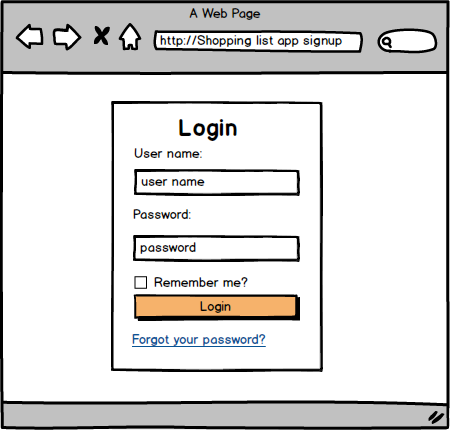 A Web Page
http://Shopping list app signup
Login
User name:
user name
Password:
password
Remember me?
Login
Forgot your password?